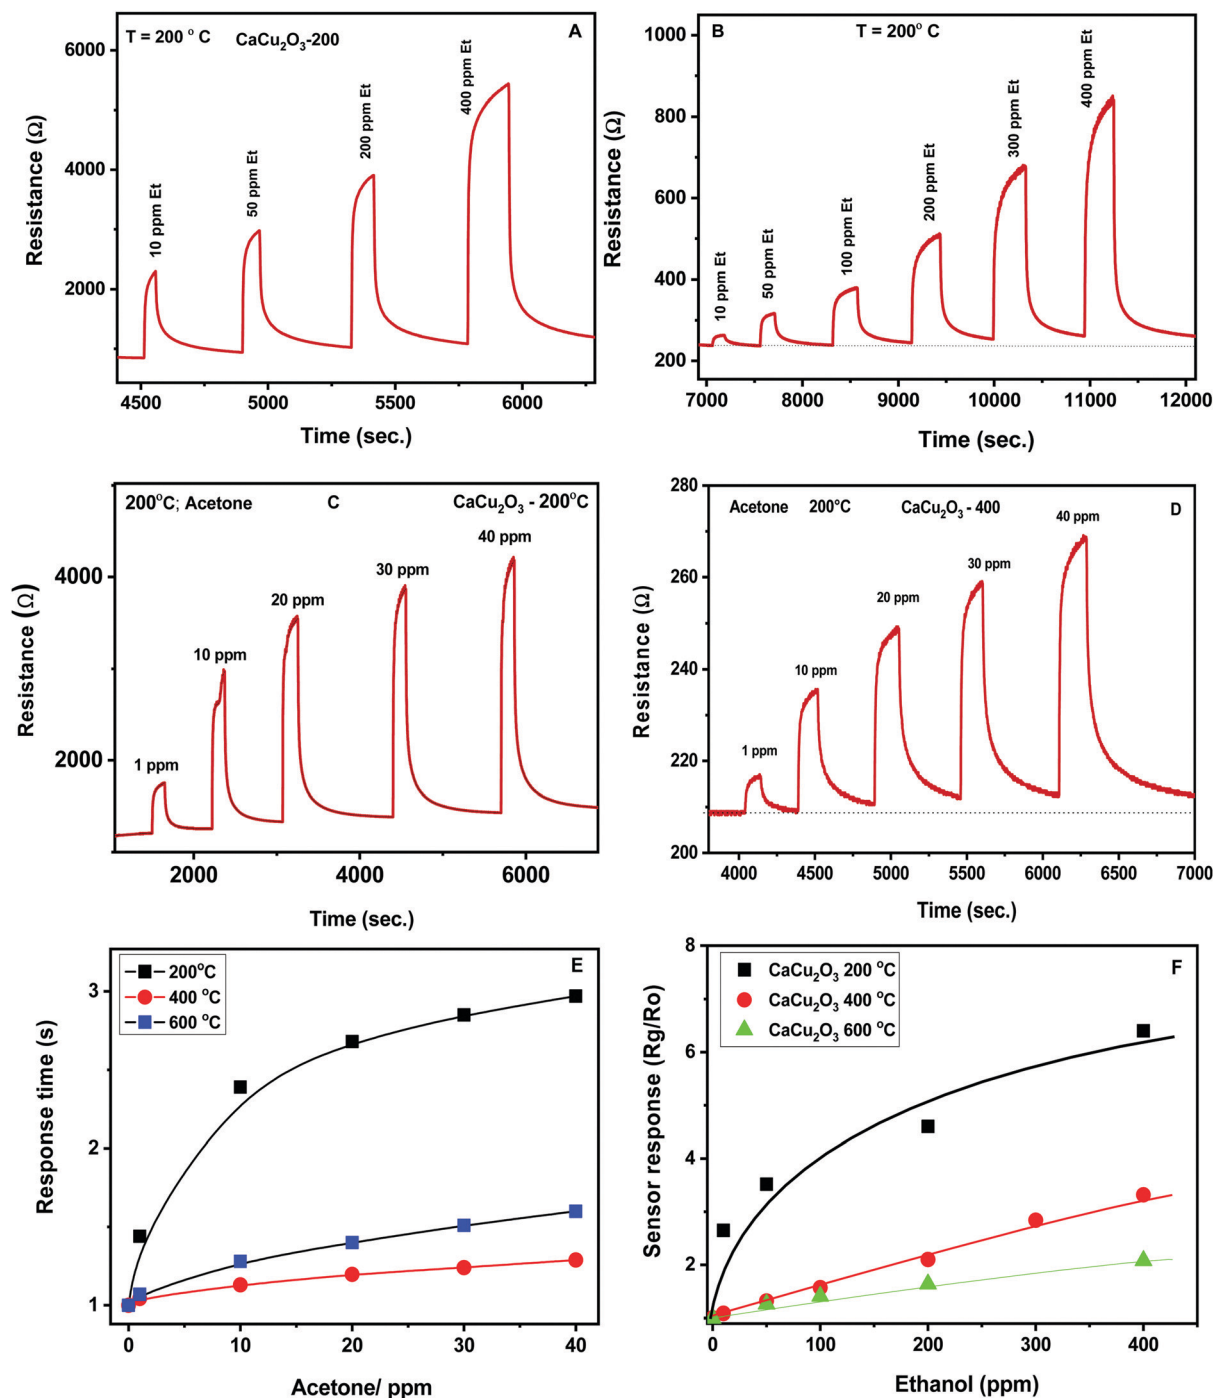 T = 200 ° C CaCu2O3-200 A
10 ppm Et
50 ppm Et
200 ppm Et
400 ppm Et
6000
4000
2000
Resistance (Ω)
4500 5000 5500 6000
Time (sec.)
B T = 200° C
10 ppm Et
50 ppm Et
100 ppm Et
200 ppm Et
300 ppm Et
400 ppm Et
1000
800
600
400
200
Resistance (Ω)
7000 8000 9000 10000 11000 12000
Time (sec.)
200°C; Acetone C CaCu2O3 - 200°C
1 ppm
10 ppm
20 ppm
30 ppm
40 ppm
4000
2000
Resistance (Ω)
2000 4000 6000
Time (sec.)
Acetone 200°C CaCu2O3 - 400 D
1 ppm
10 ppm
20 ppm
30 ppm
40 ppm
280
260
240
220
200
Resistance (Ω)
4000 4500 5000 5500 6000 6500 7000
Time (sec.)
E
200°C
400 °C
600 °C
3
2
1
Response time (s)
0 10 20 30 40
Acetone/ ppm
F
CaCu2O3 200 °C
CaCu2O3 400 °C
CaCu2O3 600 °C
8
6
4
2
Sensor response (Rg/Ro)
0 100 200 300 400
Ethanol (ppm)